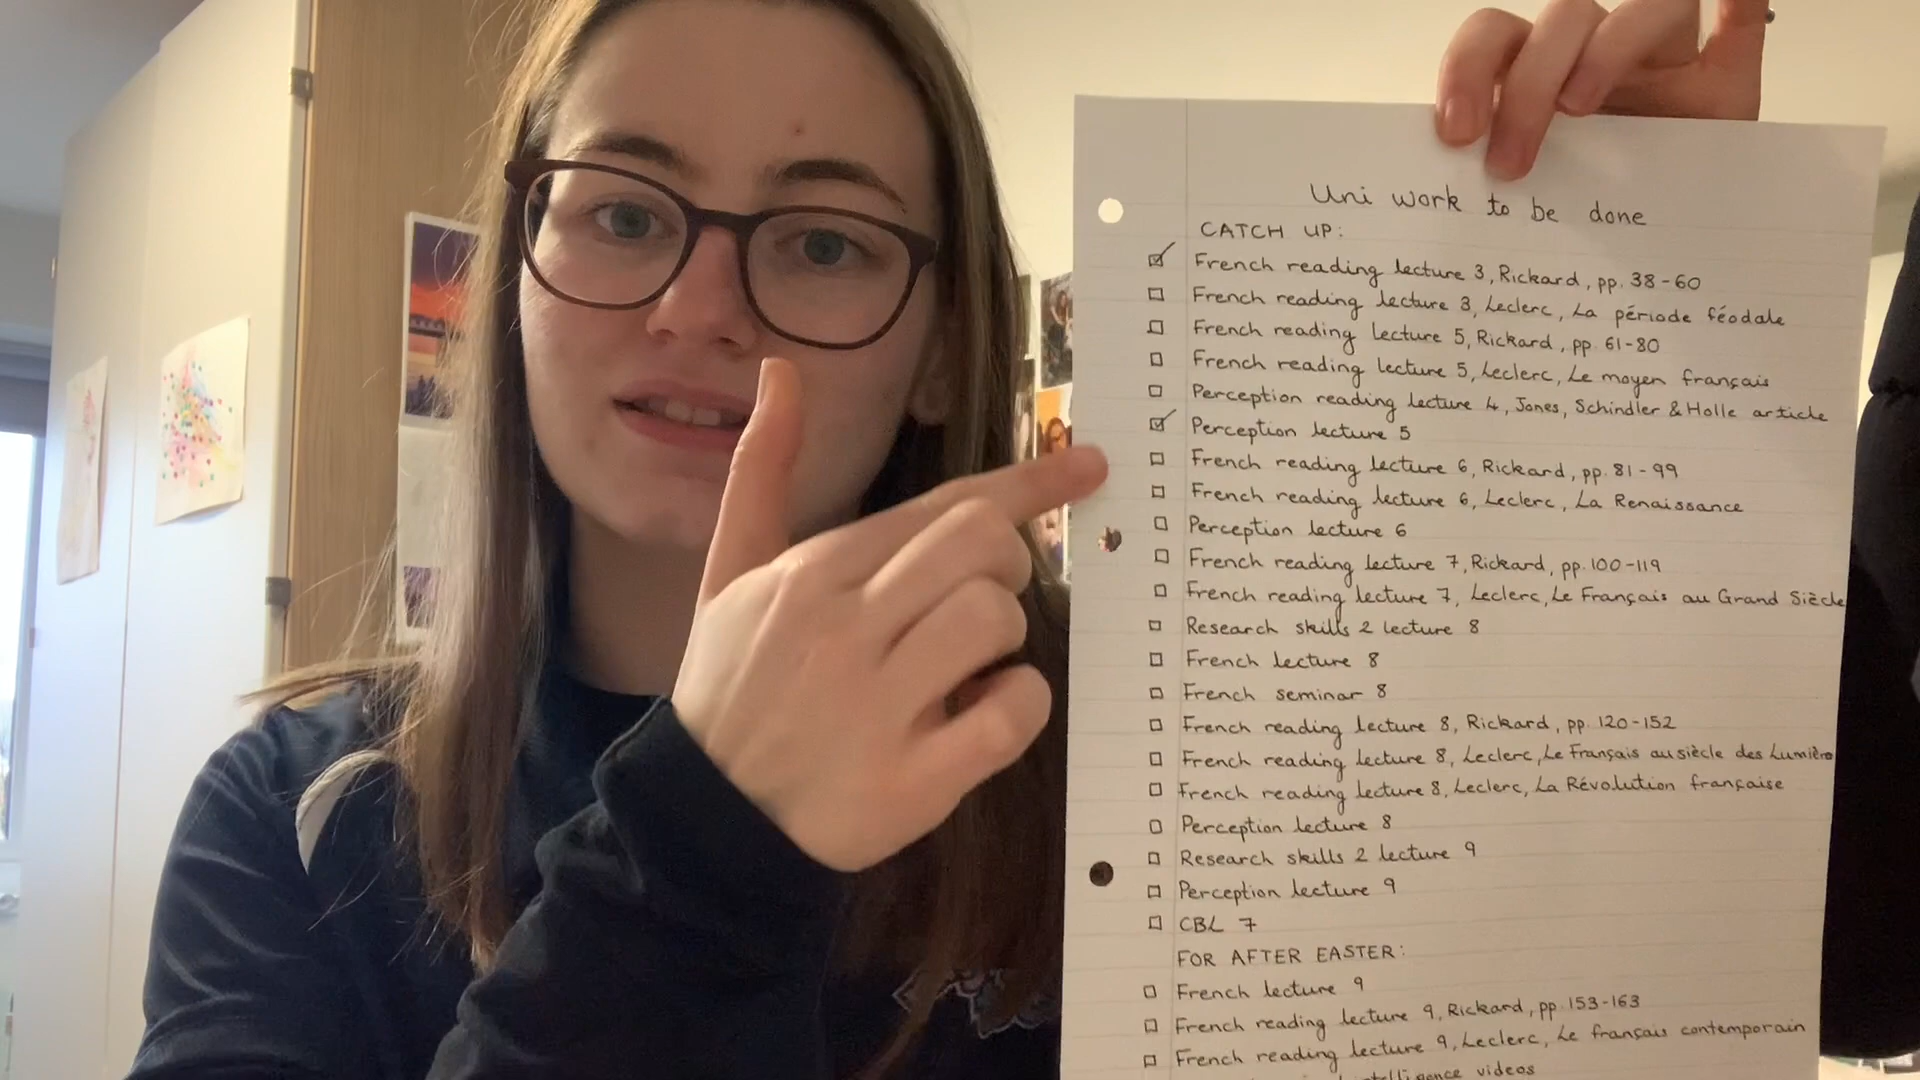 Uni work to be done
CATCH UP:
French reading lecture 3, Rickard, pp. 38-60
French reading lecture 3, Leclerc, La période féodale
French reading lecture 5, Rickard, pp. 61-80
French reading lecture 5, Leclerc, Le moyen français
Perception reading lecture 4, Jones, Schindler & Holle article
Perception lecture 5
French reading lecture 6, Rickard, pp. 81-99
French reading lecture 6, Leclerc, La Renaissance
Perception lecture 6
French reading lecture 7, Rickard, pp. 100-119
French reading lecture 7, Leclerc, Le Français au Grand Siècle
Research skills 2 lecture 8
French lecture 8
French seminar 8
French reading lecture 8, Rickard, pp. 120-152
French reading lecture 8, Leclerc, Le Français au siècle des Lumière
French reading lecture 8, Leclerc, La Révolution française
Perception lecture 8
Research skills 2 lecture 9
Perception lecture 9
CBL 7
FOR AFTER EASTER:
French lecture 9
French reading lecture 9, Rickard, pp. 153-163
French reading lecture 9, Leclerc, Le français contemporain
videos